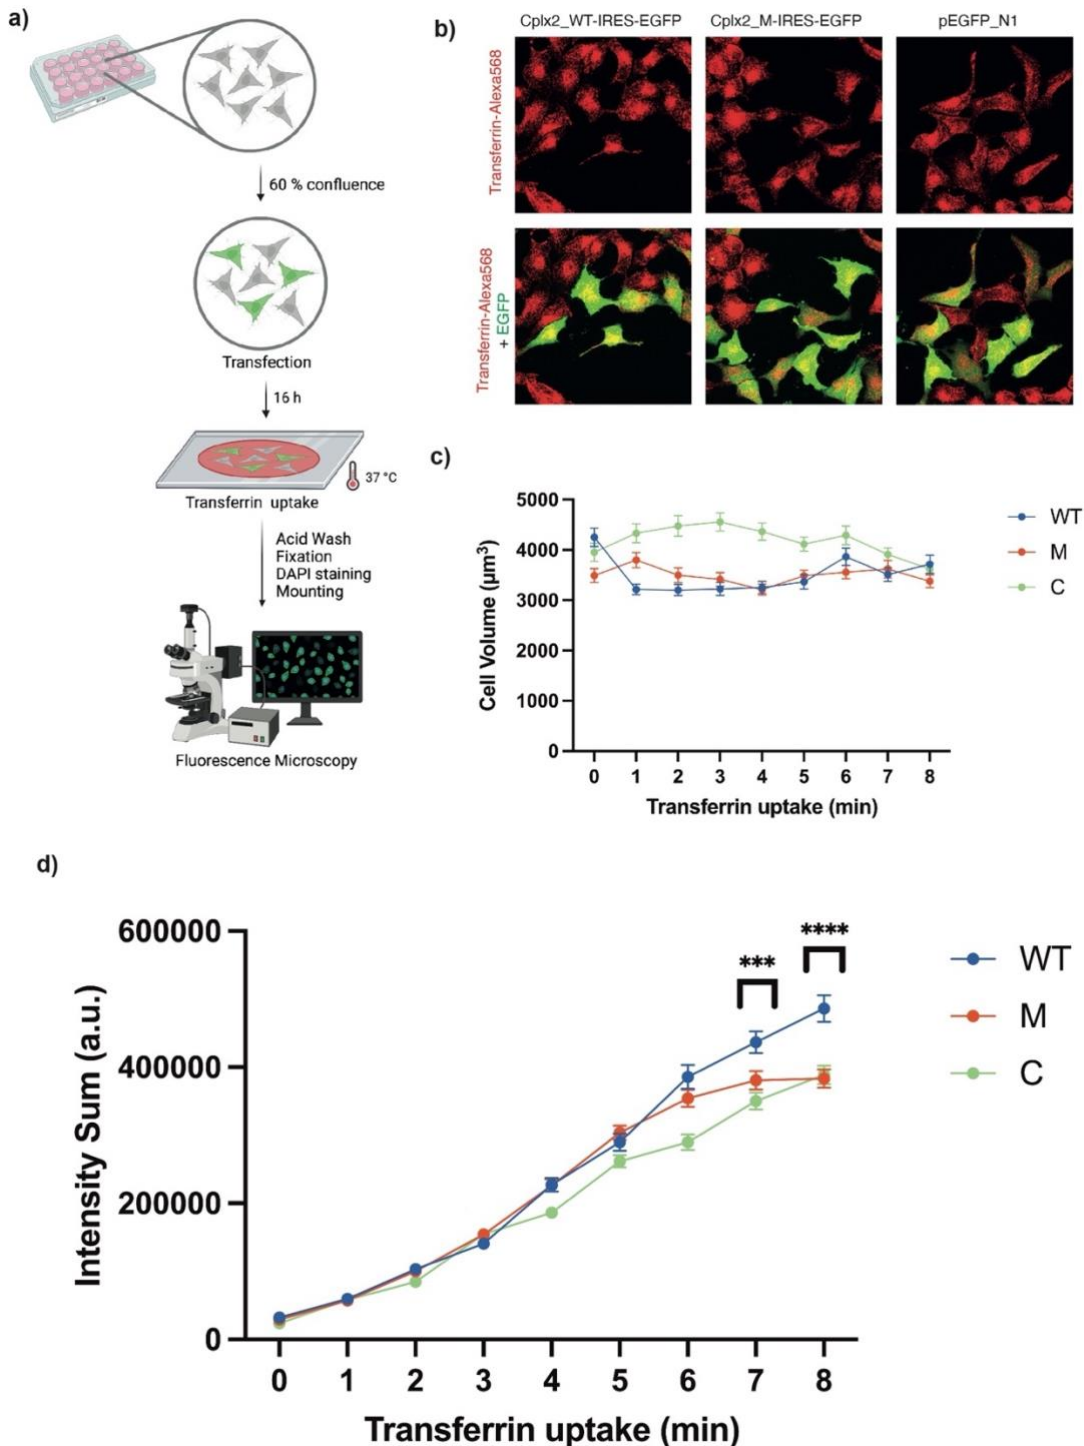 a)
60 % confluence
Transfection
16 h
37 °C
Transferrin uptake
Acid Wash
Fixation
DAPI staining
Mounting
Fluorescence Microscopy
b)
Cplx2_WT-IRES-EGFP
Cplx2_M-IRES-EGFP
pEGFP_N1
Transferrin-Alexa568
Transferrin-Alexa568
+ EGFP
c)
Cell Volume (µm³)
5000
4000
3000
2000
1000
0
0 1 2 3 4 5 6 7 8
Transferrin uptake (min)
WT
M
C
d)
Intensity Sum (a.u.)
600000
400000
200000
0
0 1 2 3 4 5 6 7 8
Transferrin uptake (min)
***
****
WT
M
C